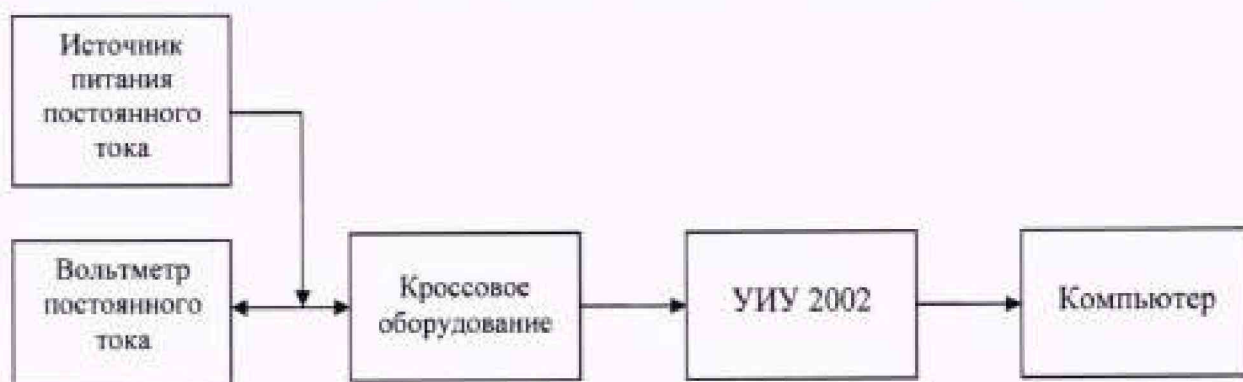 Источник
питания
постоянного
тока
Вольтметр
постоянного
тока
Кроссовое
оборудование
УИУ 2002
Компьютер